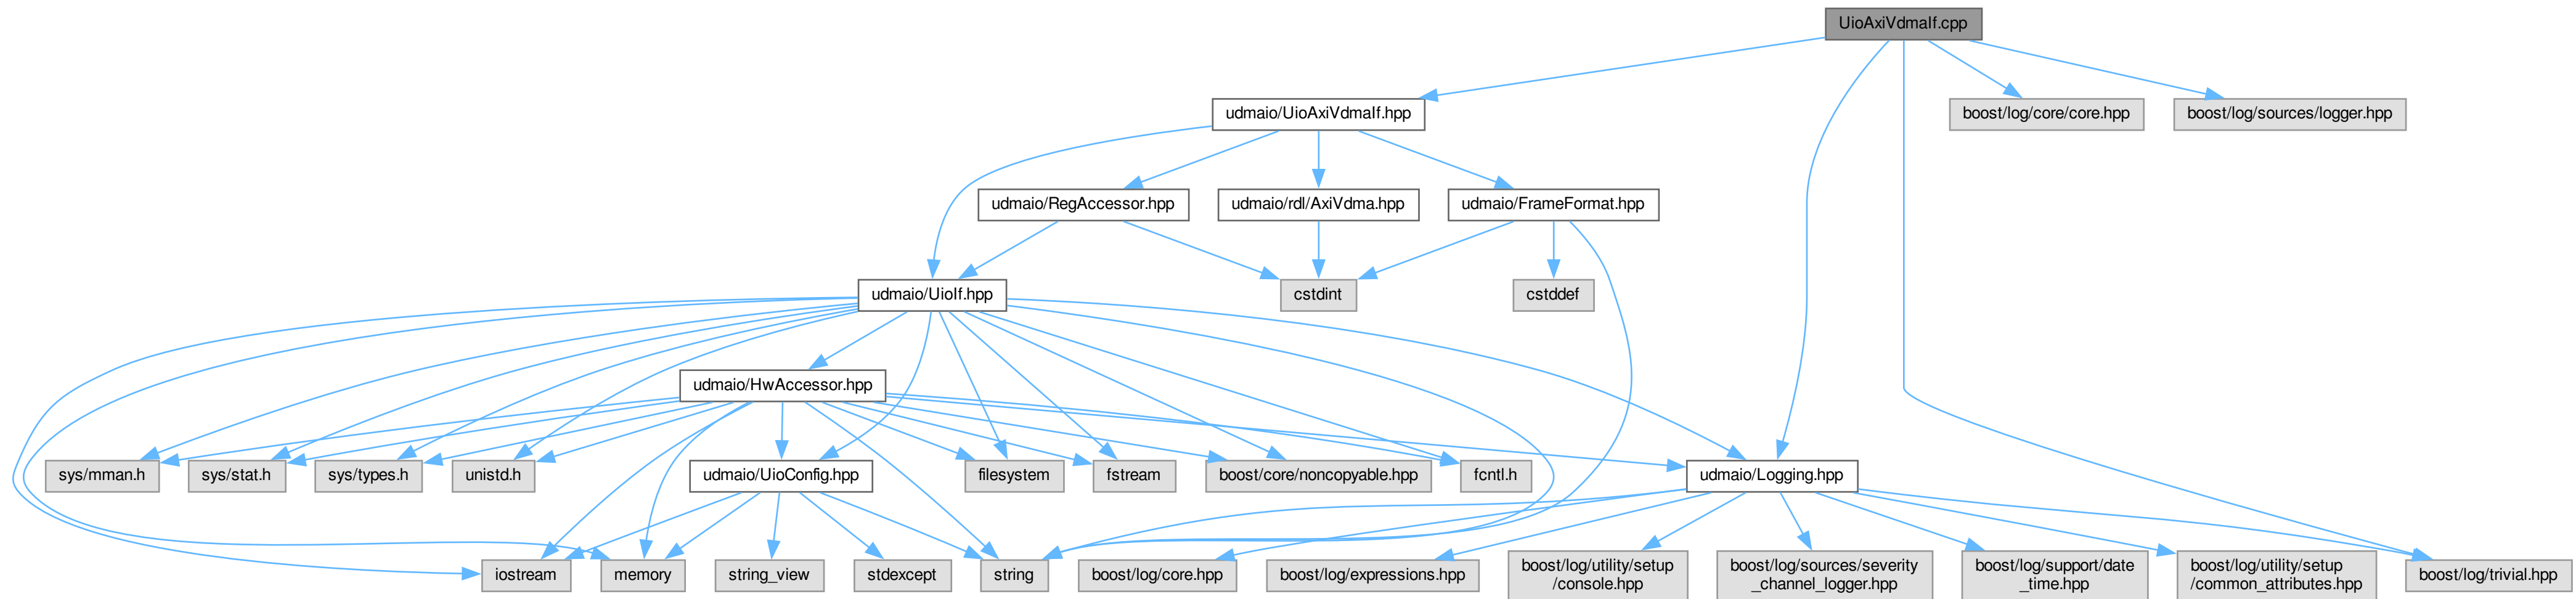 UioAxiVdmaIf.cpp
udmaio/UioAxiVdmaIf.hpp
boost/log/core/core.hpp
boost/log/sources/logger.hpp
udmaio/RegAccessor.hpp
udmaio/rdl/AxiVdma.hpp
udmaio/FrameFormat.hpp
udmaio/UioIf.hpp
cstdint
cstddef
udmaio/HwAccessor.hpp
sys/mman.h
sys/stat.h
sys/types.h
unistd.h
udmaio/UioConfig.hpp
filesystem
fstream
boost/core/noncopyable.hpp
fcntl.h
udmaio/Logging.hpp
iostream
memory
string_view
stdexcept
string
boost/log/core.hpp
boost/log/expressions.hpp
boost/log/utility/setup
/console.hpp
boost/log/sources/severity
_channel_logger.hpp
boost/log/support/date
_time.hpp
boost/log/utility/setup
/common_attributes.hpp
boost/log/trivial.hpp